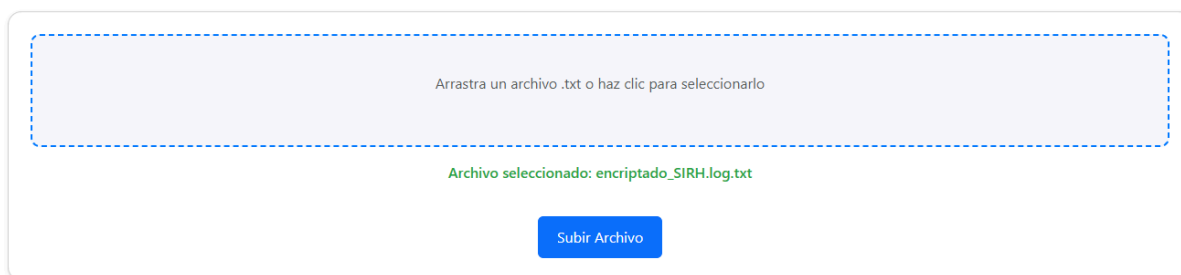 Arrastra un archivo .txt o haz clic para seleccionarlo
Archivo seleccionado: encriptado_SIRH.log.txt
Subir Archivo